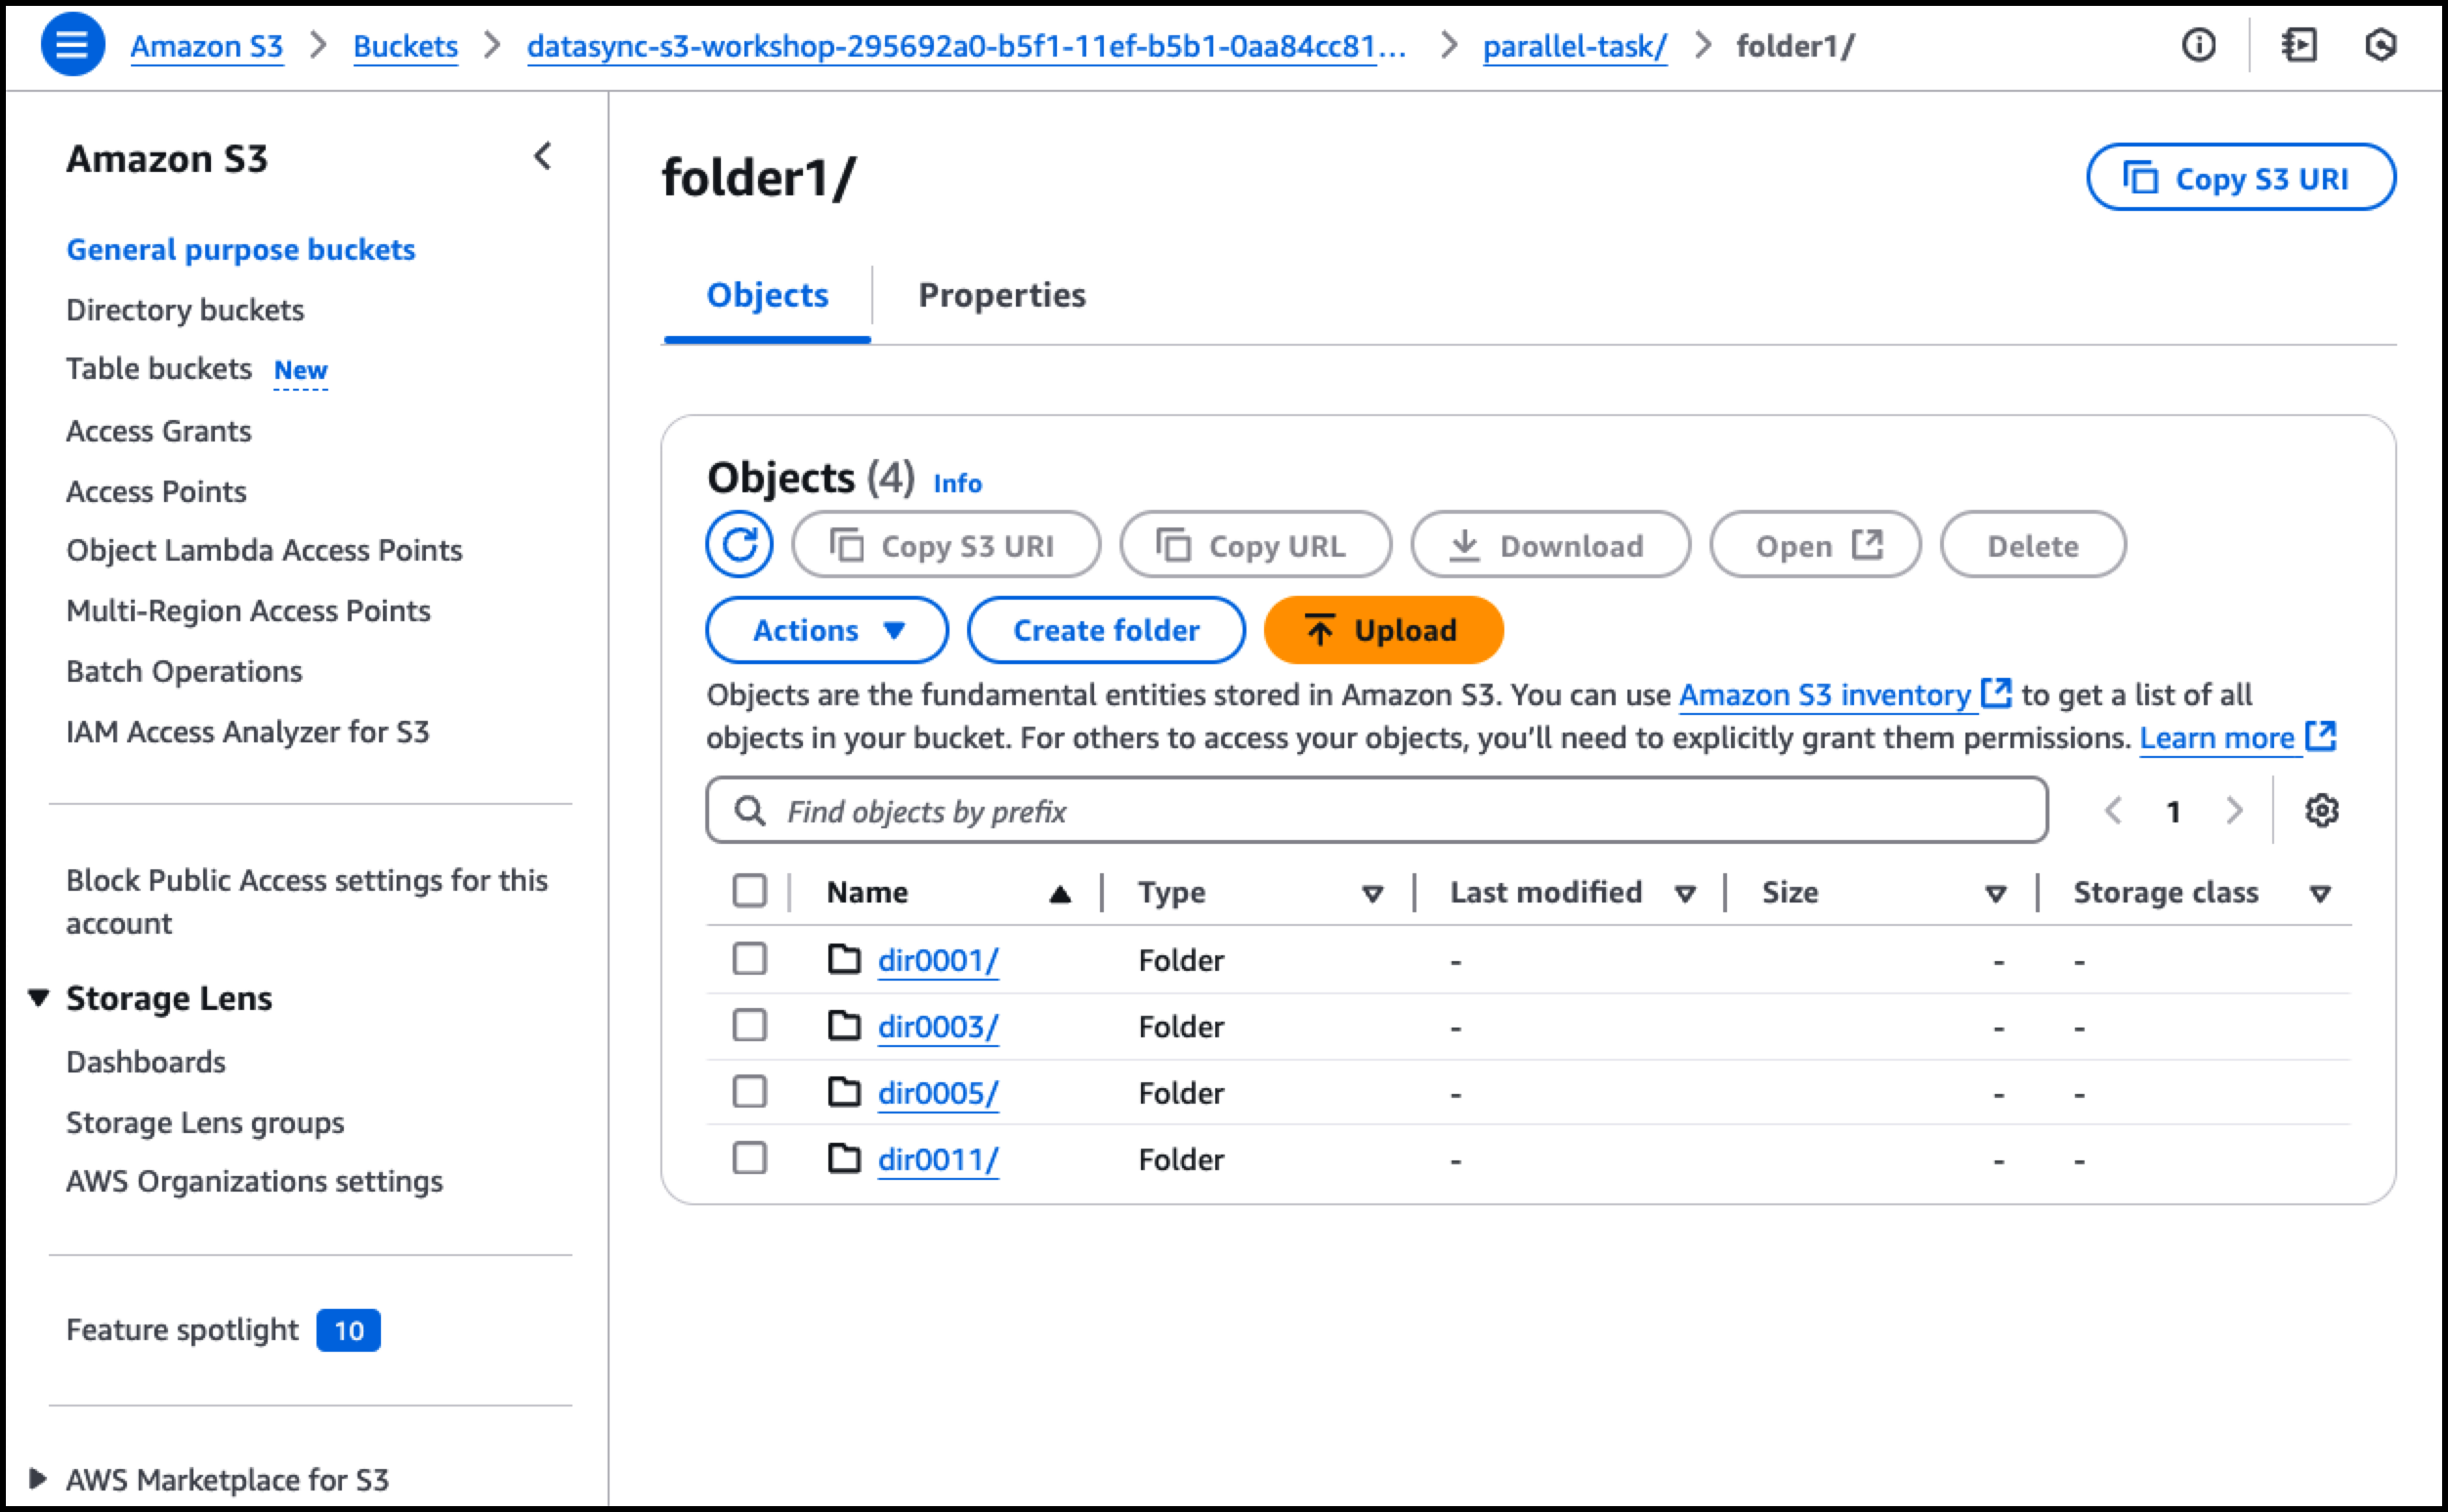 Amazon S3 > Buckets > datasync-s3-workshop-295692a0-b5f1-11ef-b5b1-0aa84cc81... > parallel-task/ > folder1/
Amazon S3
General purpose buckets
Directory buckets
Table buckets New
Access Grants
Access Points
Object Lambda Access Points
Multi-Region Access Points
Batch Operations
IAM Access Analyzer for S3
Block Public Access settings for this
account
Storage Lens
Dashboards
Storage Lens groups
AWS Organizations settings
Feature spotlight 10
AWS Marketplace for S3
folder1/
Copy S3 URI
Objects Properties
Objects (4) Info
Copy S3 URI Copy URL Download Open Delete
Actions Create folder Upload
Objects are the fundamental entities stored in Amazon S3. You can use Amazon S3 inventory to get a list of all
objects in your bucket. For others to access your objects, you’ll need to explicitly grant them permissions. Learn more
Find objects by prefix 1
Name Type Last modified Size Storage class
dir0001/ Folder - - -
dir0003/ Folder - - -
dir0005/ Folder - - -
dir0011/ Folder - - -